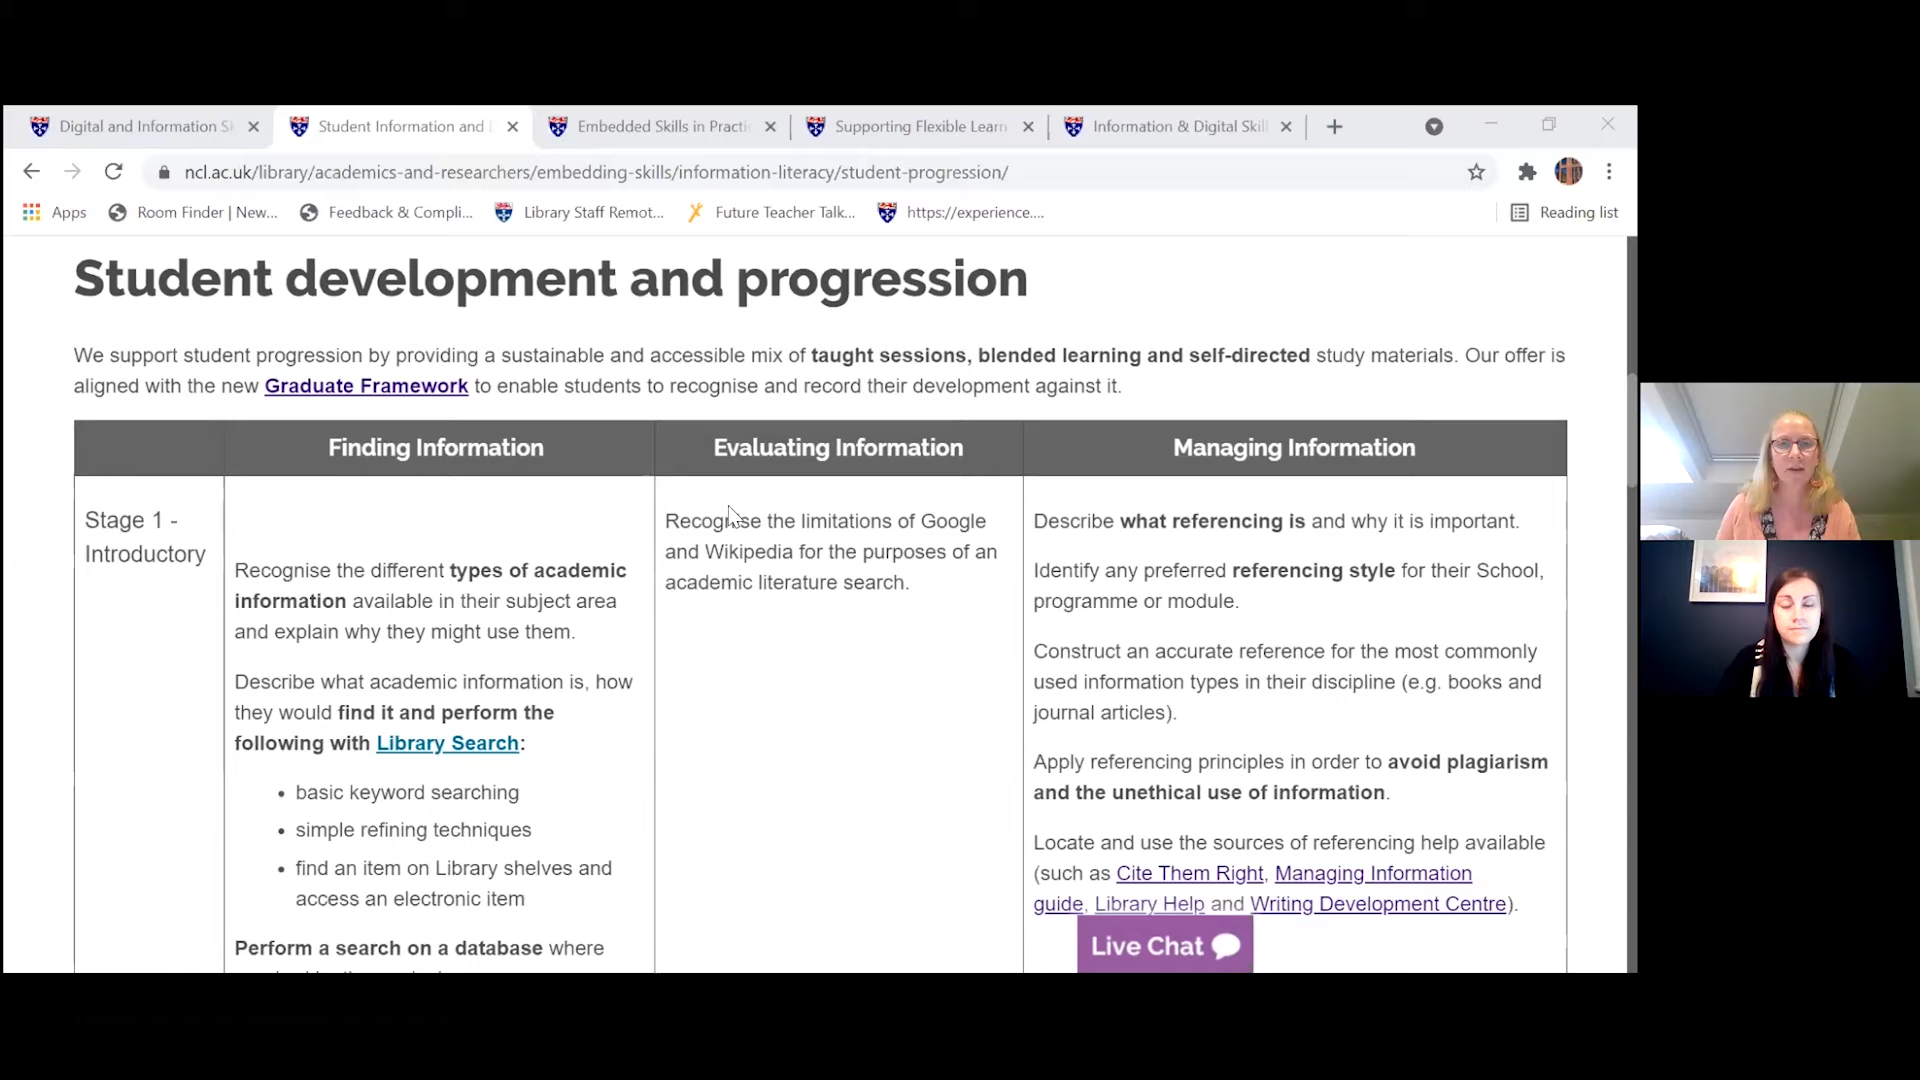 Digital and Information Sk
Student Information and D
Embedded Skills in Practic
Supporting Flexible Learn
Information & Digital Skill
ncl.ac.uk/library/academics-and-researchers/embedding-skills/information-literacy/student-progression/
Apps
Room Finder | New...
Feedback & Compli...
Library Staff Remot...
Future Teacher Talk...
https://experience....
Reading list
Student development and progression
We support student progression by providing a sustainable and accessible mix of taught sessions, blended learning and self-directed study materials. Our offer is
aligned with the new Graduate Framework to enable students to recognise and record their development against it.
Finding Information
Evaluating Information
Managing Information
Stage 1 -
Introductory
Recognise the different types of academic
information available in their subject area
and explain why they might use them.
Describe what academic information is, how
they would find it and perform the
following with Library Search:
• basic keyword searching
• simple refining techniques
• find an item on Library shelves and
access an electronic item
Perform a search on a database where
Recognise the limitations of Google
and Wikipedia for the purposes of an
academic literature search.
Describe what referencing is and why it is important.
Identify any preferred referencing style for their School,
programme or module.
Construct an accurate reference for the most commonly
used information types in their discipline (e.g. books and
journal articles).
Apply referencing principles in order to avoid plagiarism
and the unethical use of information.
Locate and use the sources of referencing help available
(such as Cite Them Right, Managing Information
guide, Library Help and Writing Development Centre).
Live Chat